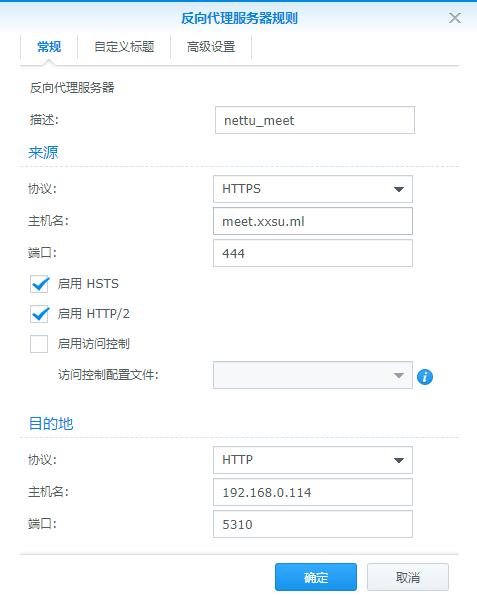 反向代理服务器规则
常规 自定义标题 高级设置
反向代理服务器
描述: nettu_meet
来源
协议: HTTPS
主机名: meet.xxsu.ml
端口: 444
启用 HSTS
启用 HTTP/2
启用访问控制
访问控制配置文件:
目的地
协议: HTTP
主机名: 192.168.0.114
端口: 5310
确定 取消